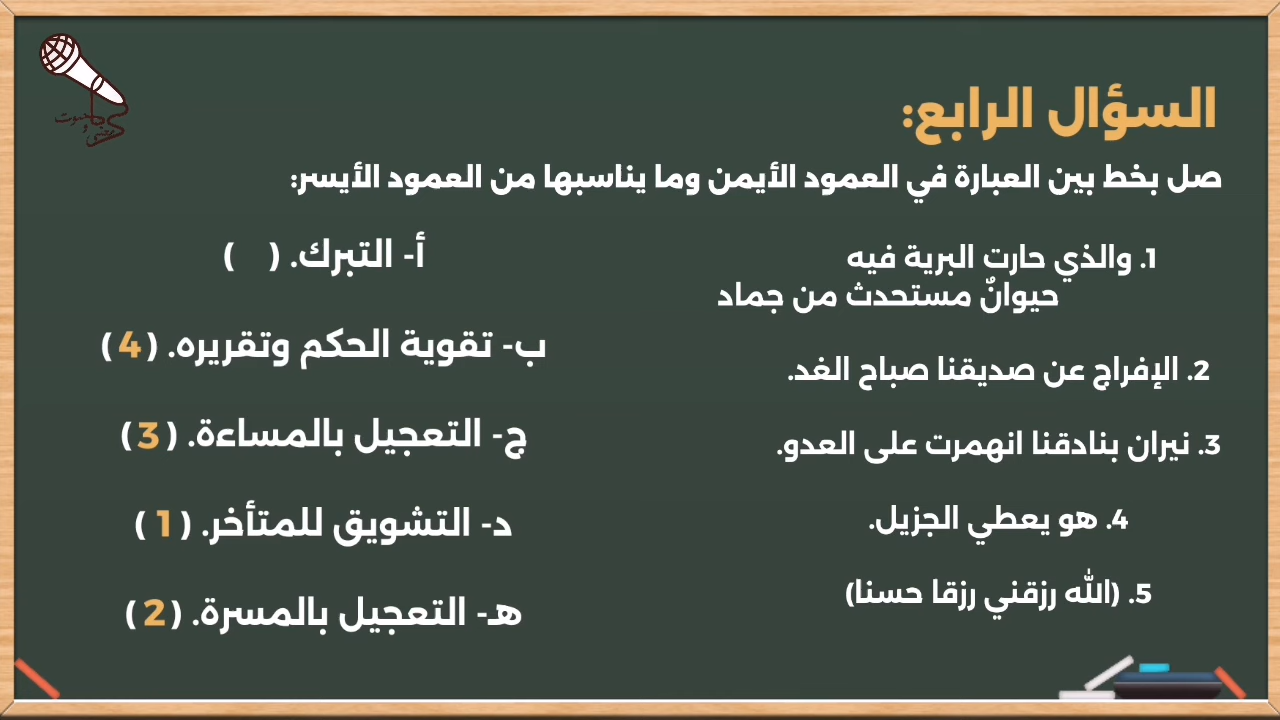 السؤال الرابع:
صل بخط بين العبارة في العمود الأيمن وما يناسبها من العمود الأيسر:
1. والذي حارت البرية فيه
حيوانٌ مستحدث من جماد
2. الإفراج عن صديقنا صباح الغد.
3. نيران بنادقنا انهمرت على العدو.
4. هو يعطي الجزيل.
5. (الله رزقني رزقا حسنا)
أ- التبرك. ( )
ب- تقوية الحكم وتقريره. (4)
ج- التعجيل بالمساءة. (3)
د- التشويق للمتأخر. (1)
هـ- التعجيل بالمسرة. (2)